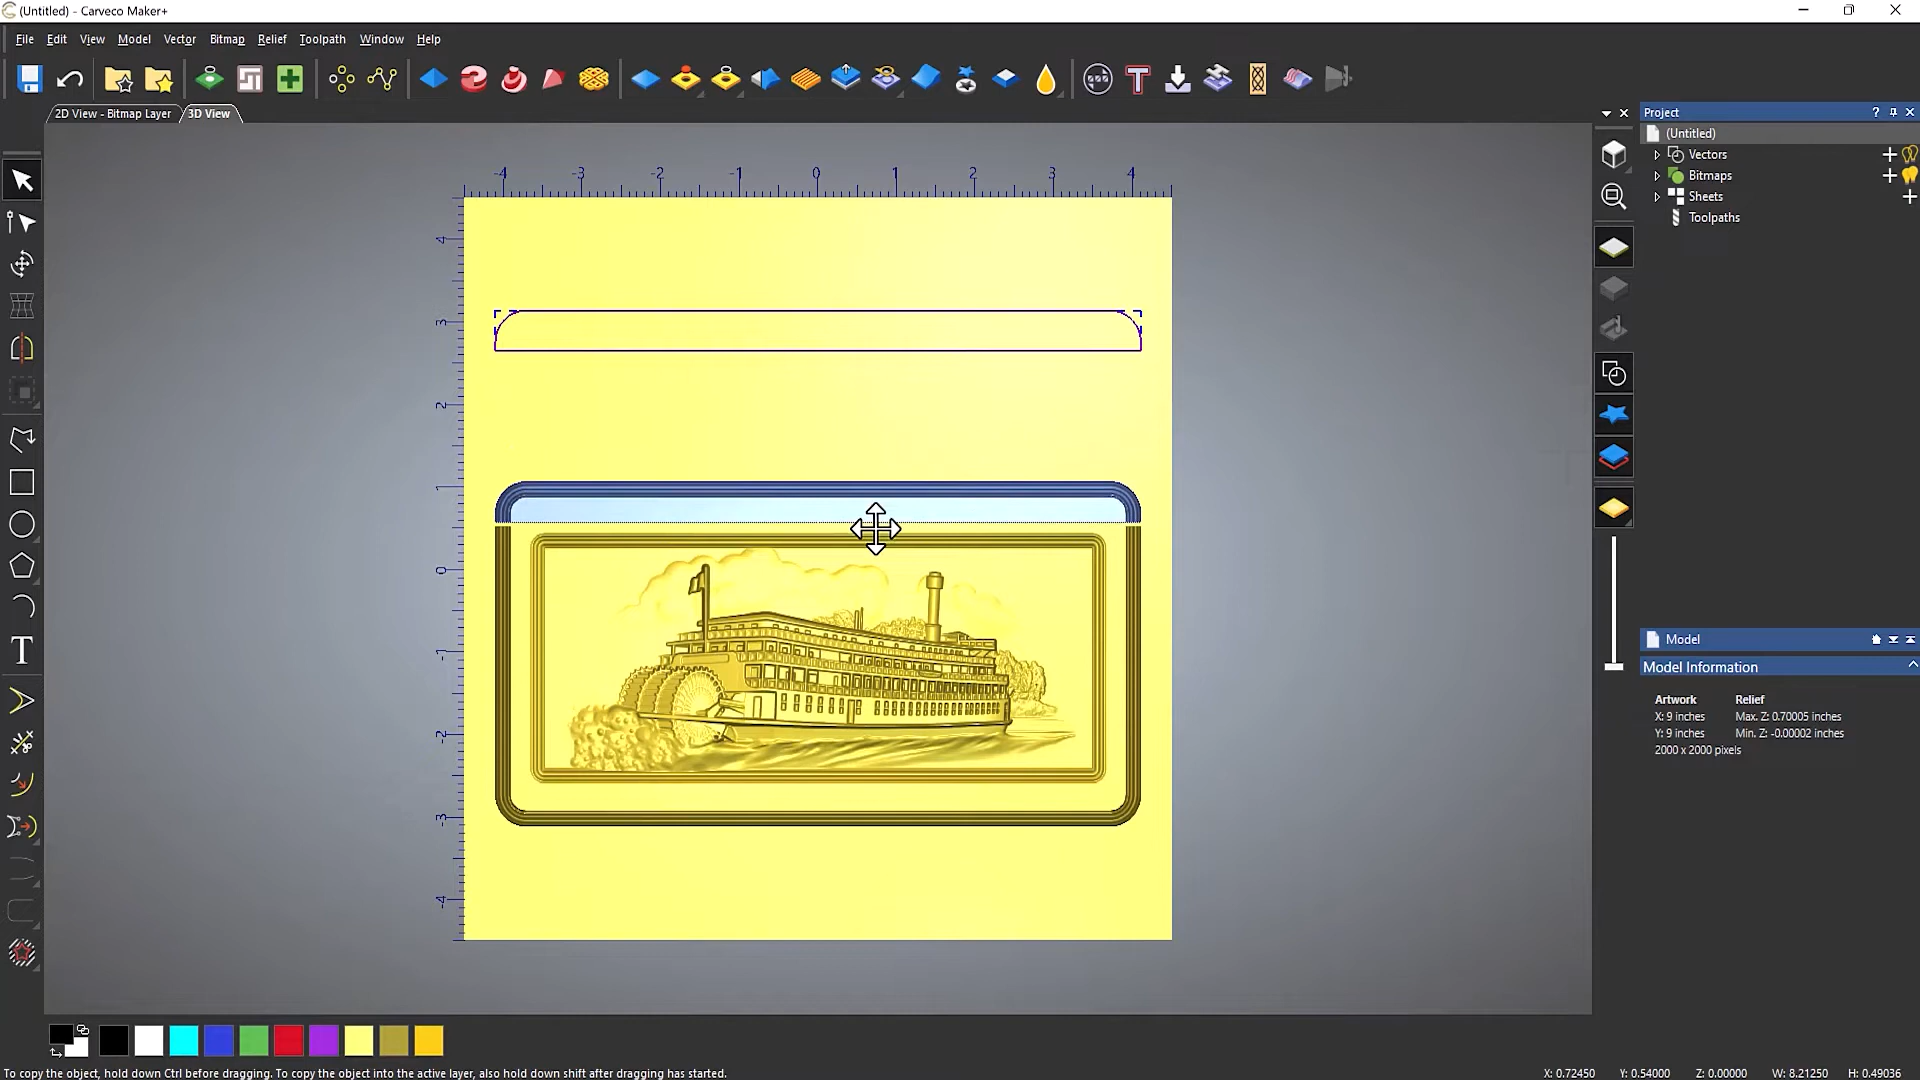 (Untitled) - Carveco Maker+
File Edit View Model Vector Bitmap Relief Toolpath Window Help
2D View - Bitmap Layer 3D View
Project
(Untitled)
Vectors
Bitmaps
Sheets
Toolpaths
-4 -3 -2 -1 0 1 2 3 4
4
3
2
1
0
-1
-2
-3
-4
T
Model
Model Information
Artwork Relief
X: 9 inches Max. Z: 0.70005 inches
Y: 9 inches Min. Z: -0.00002 inches
2000 x 2000 pixels
To copy the object, hold down Ctrl before dragging. To copy the object into the active layer, also hold down shift after dragging has started.
X: 0.72450 Y: 0.54000 Z: 0.00000 W: 8.21250 H: 0.49036